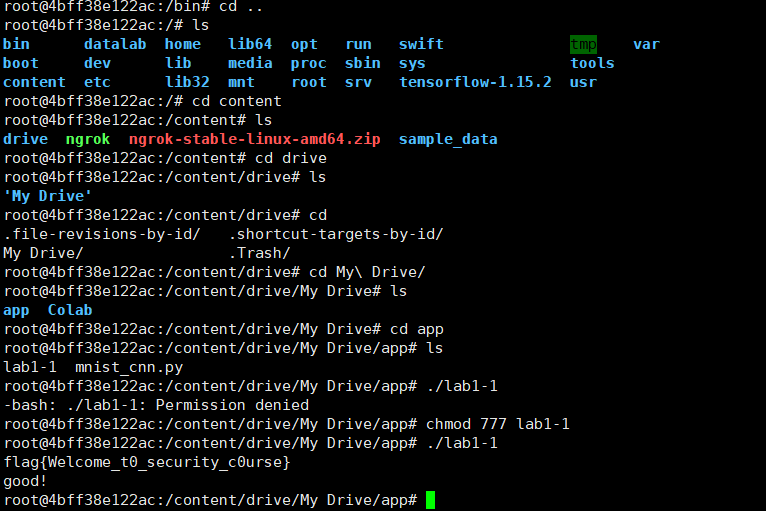 root@4bff38e122ac:/bin# cd ..
root@4bff38e122ac:/# ls
bin      datalab  home   lib64  opt   run   swift              tmp    var
boot     dev      lib    media  proc  sbin  sys                tools
content  etc      lib32  mnt    root  srv   tensorflow-1.15.2  usr
root@4bff38e122ac:/# cd content
root@4bff38e122ac:/content# ls
drive  ngrok  ngrok-stable-linux-amd64.zip  sample_data
root@4bff38e122ac:/content# cd drive
root@4bff38e122ac:/content/drive# ls
'My Drive'
root@4bff38e122ac:/content/drive# cd
.file-revisions-by-id/   .shortcut-targets-by-id/
My Drive/                .Trash/
root@4bff38e122ac:/content/drive# cd My\ Drive/
root@4bff38e122ac:/content/drive/My Drive# ls
app  Colab
root@4bff38e122ac:/content/drive/My Drive# cd app
root@4bff38e122ac:/content/drive/My Drive/app# ls
lab1-1  mnist_cnn.py
root@4bff38e122ac:/content/drive/My Drive/app# ./lab1-1
-bash: ./lab1-1: Permission denied
root@4bff38e122ac:/content/drive/My Drive/app# chmod 777 lab1-1
root@4bff38e122ac:/content/drive/My Drive/app# ./lab1-1
flag{Welcome_t0_security_c0urse}
good!
root@4bff38e122ac:/content/drive/My Drive/app#